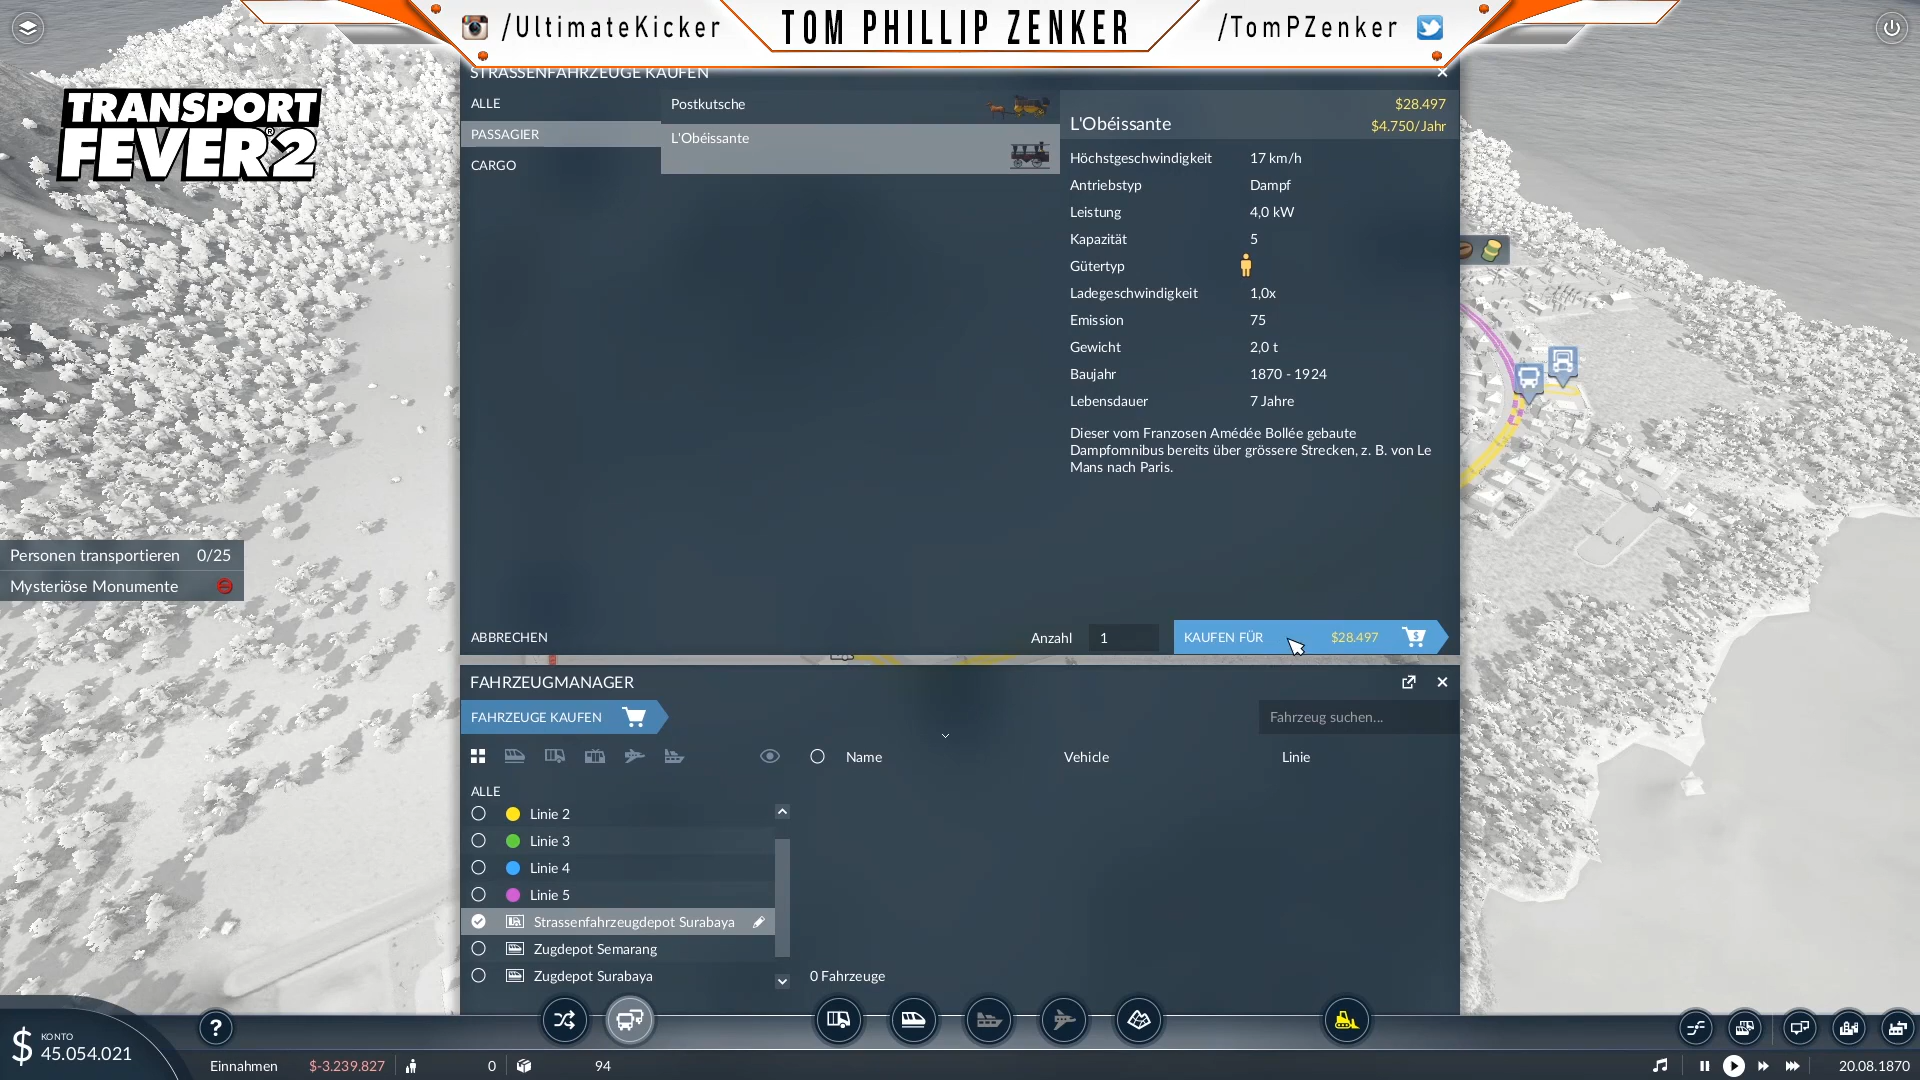 /UltimateKicker
TOM PHILLIP ZENKER
/TomPZenker
TRANSPORT
FEVER® 2
STRASSENFAHRZEUGE KAUFEN
ALLE
PASSAGIER
CARGO
Postkutsche
L'Obéissante
L'Obéissante
$28.497
$4.750/Jahr
Höchstgeschwindigkeit 17 km/h
Antriebstyp Dampf
Leistung 4,0 kW
Kapazität 5
Gütertyp
Ladegeschwindigkeit 1,0x
Emission 75
Gewicht 2,0 t
Baujahr 1870 - 1924
Lebensdauer 7 Jahre
Dieser vom Franzosen Amédée Bollée gebaute
Dampfomnibus bereits über grössere Strecken, z. B. von Le
Mans nach Paris.
Personen transportieren 0/25
Mysteriöse Monumente
ABBRECHEN
Anzahl 1
KAUFEN FÜR $28.497
FAHRZEUGMANAGER
FAHRZEUGE KAUFEN
Fahrzeug suchen...
Name Vehicle Linie
ALLE
Linie 2
Linie 3
Linie 4
Linie 5
Strassenfahrzeugdepot Surabaya
Zugdepot Semarang
Zugdepot Surabaya
0 Fahrzeuge
$ KONTO
45.054.021
?
Einnahmen $-3.239.827 0 94
20.08.1870